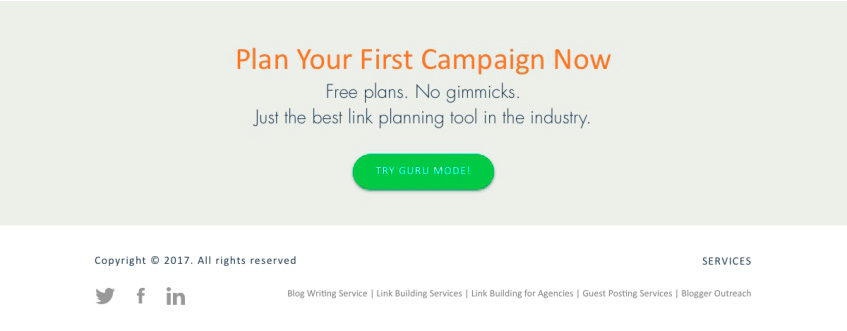 Plan Your First Campaign Now
Free plans. No gimmicks.
Just the best link planning tool in the industry.
TRY GURU MODE!
Copyright © 2017. All rights reserved
SERVICES
Blog Writing Service | Link Building Services | Link Building for Agencies | Guest Posting Services | Blogger Outreach